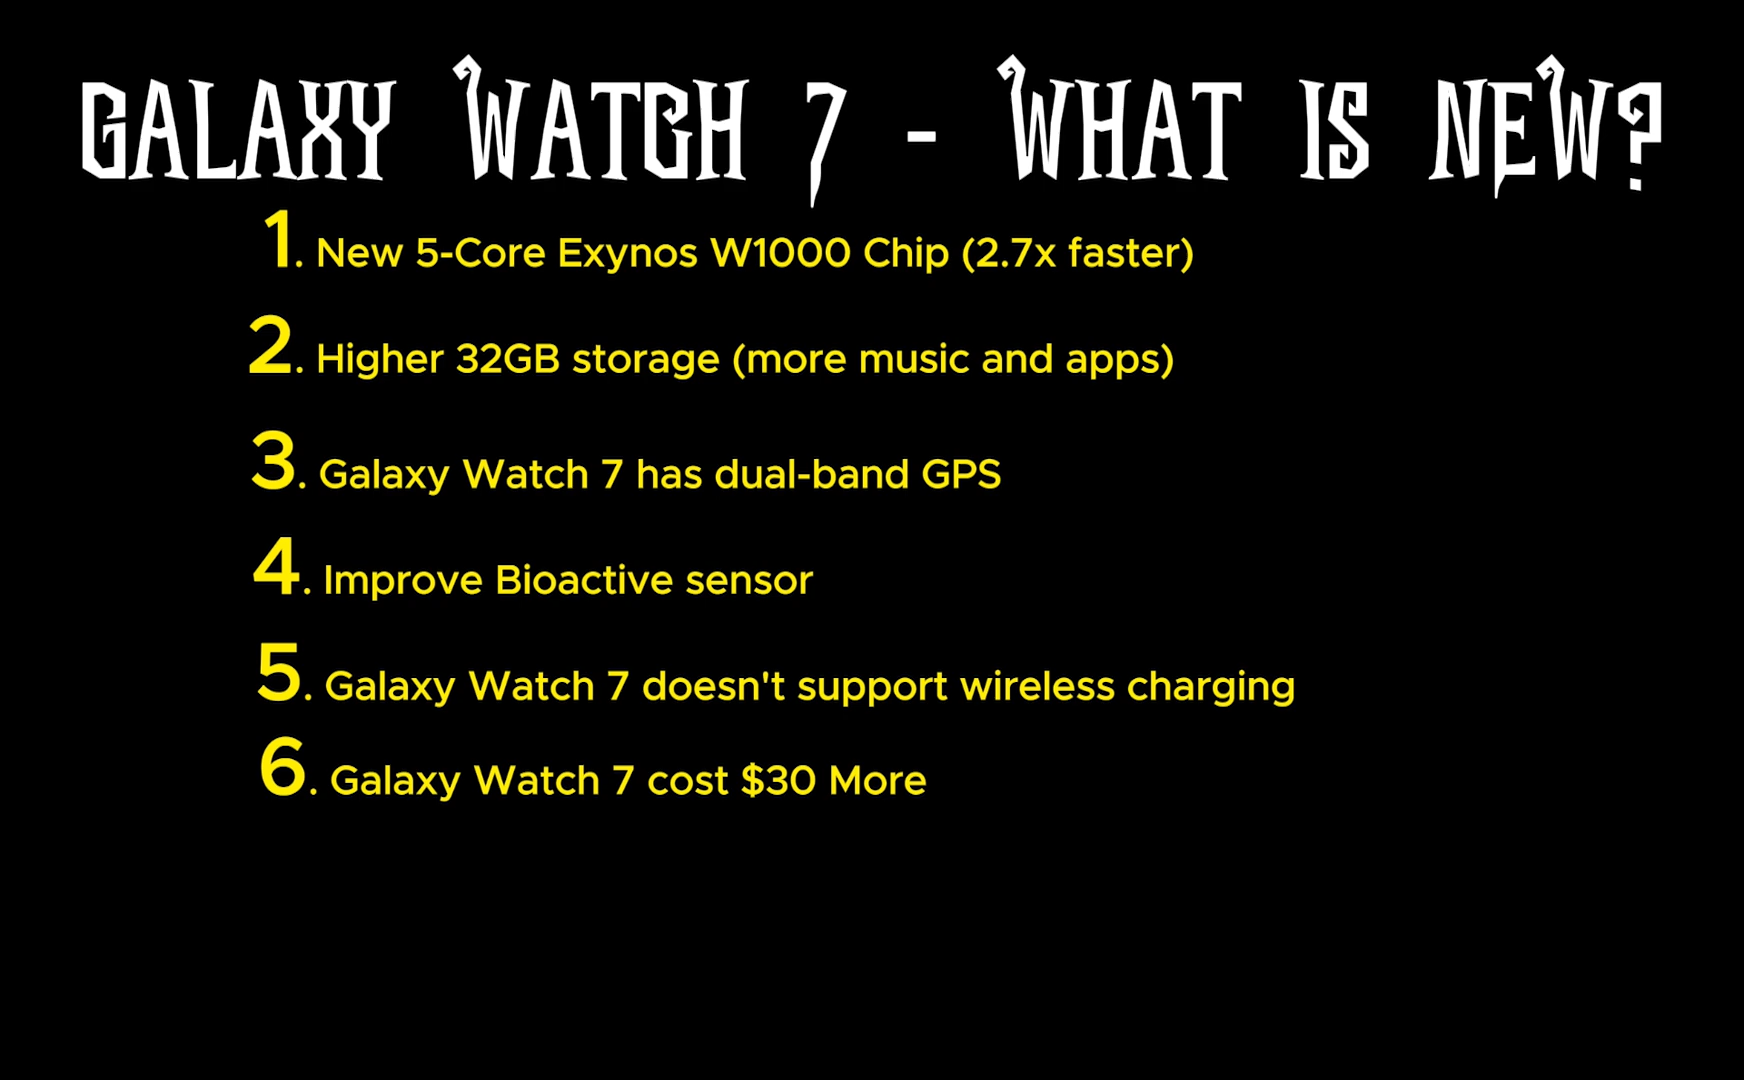 GALAXY WATCH 7 - WHAT IS NEW?
1. New 5-Core Exynos W1000 Chip (2.7x faster)
2. Higher 32GB storage (more music and apps)
3. Galaxy Watch 7 has dual-band GPS
4. Improve Bioactive sensor
5. Galaxy Watch 7 doesn't support wireless charging
6. Galaxy Watch 7 cost $30 More